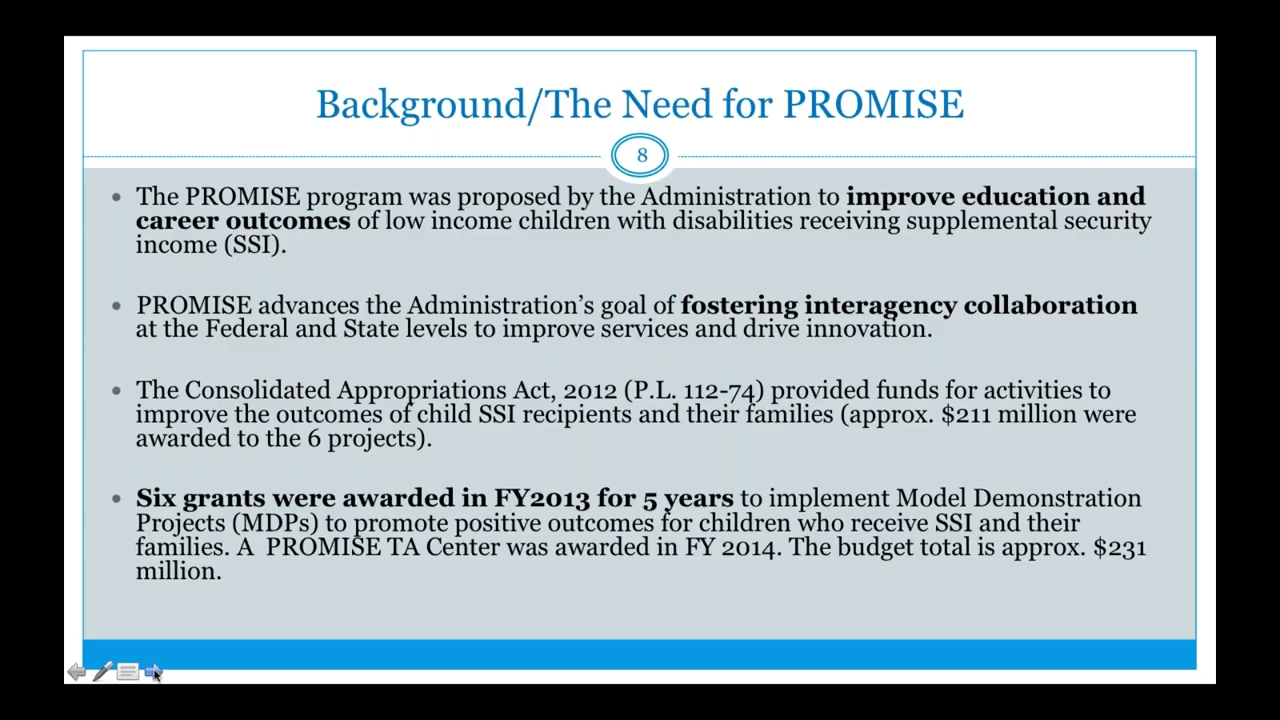 Background/The Need for PROMISE
8
• The PROMISE program was proposed by the Administration to improve education and
career outcomes of low income children with disabilities receiving supplemental security
income (SSI).
• PROMISE advances the Administration’s goal of fostering interagency collaboration
at the Federal and State levels to improve services and drive innovation.
• The Consolidated Appropriations Act, 2012 (P.L. 112-74) provided funds for activities to
improve the outcomes of child SSI recipients and their families (approx. $211 million were
awarded to the 6 projects).
• Six grants were awarded in FY2013 for 5 years to implement Model Demonstration
Projects (MDPs) to promote positive outcomes for children who receive SSI and their
families. A  PROMISE TA Center was awarded in FY 2014. The budget total is approx. $231
million.